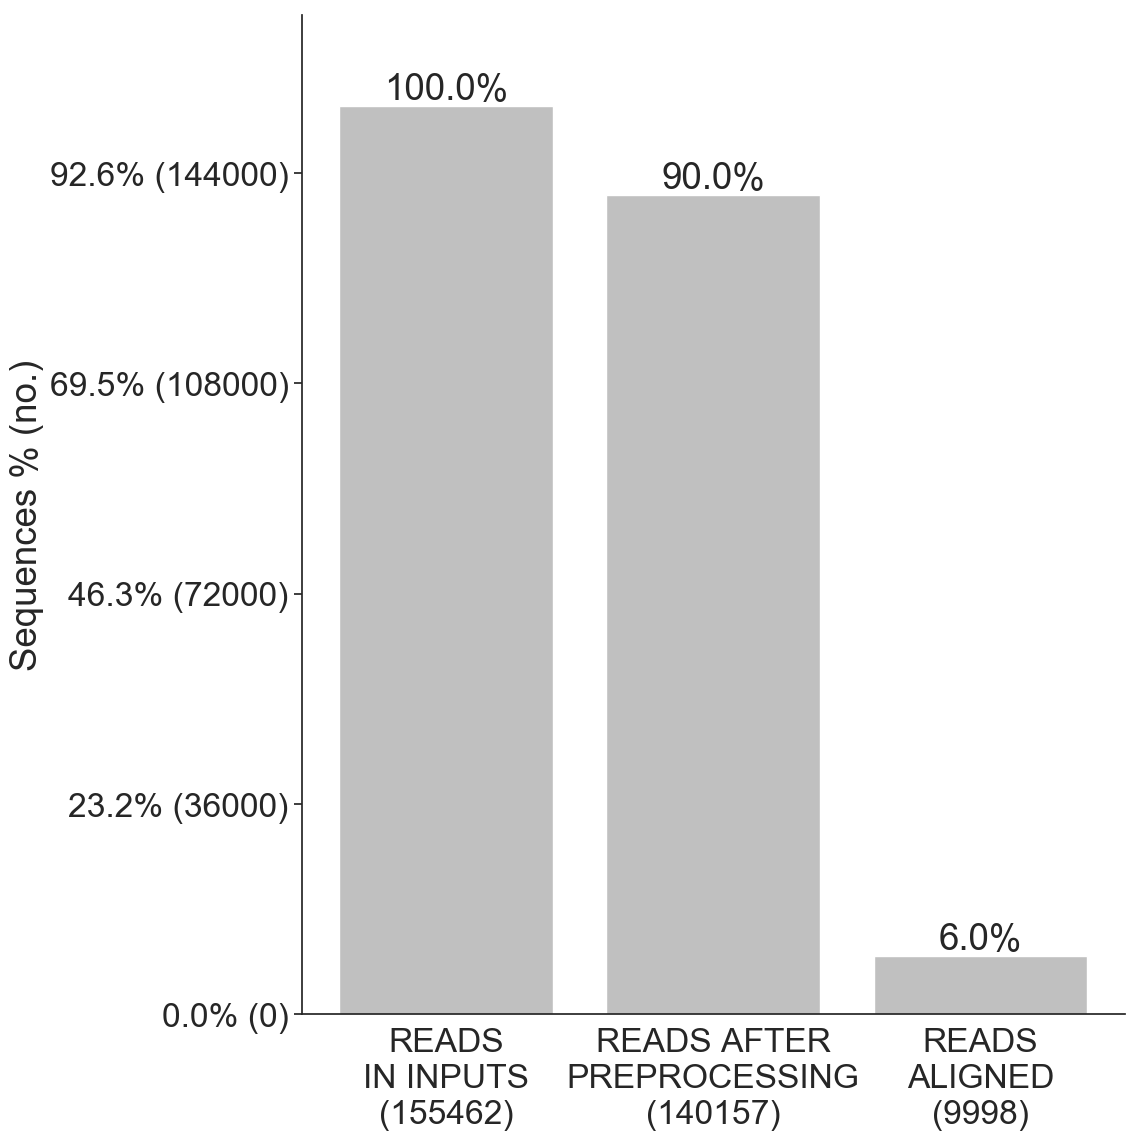 100.0%
92.6% (144000)
90.0%
69.5% (108000)
Sequences % (no.)
46.3% (72000)
23.2% (36000)
6.0%
0.0% (0)
READS
IN INPUTS
(155462)
READS AFTER
PREPROCESSING
(140157)
READS
ALIGNED
(9998)